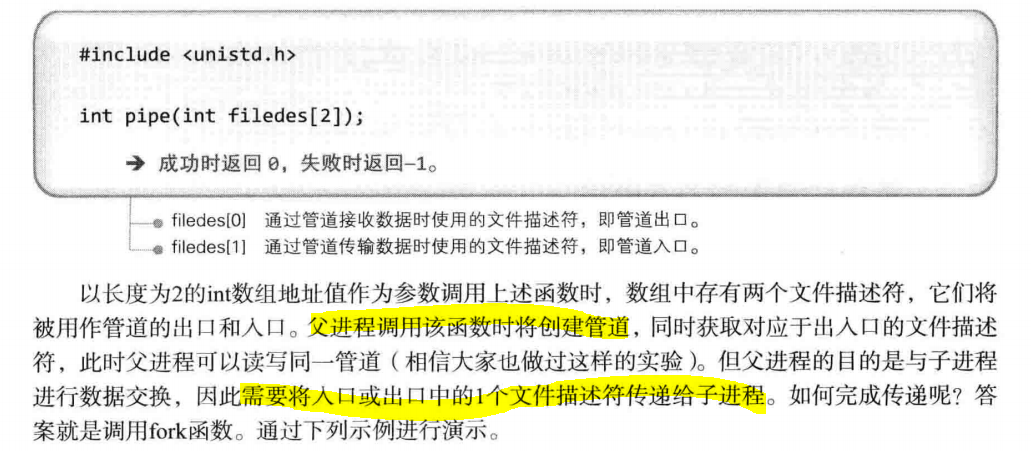 #include <unistd.h>
int pipe(int filedes[2]);
→ 成功时返回 0，失败时返回-1。
filedes[0] 通过管道接收数据时使用的文件描述符，即管道出口。
filedes[1] 通过管道传输数据时使用的文件描述符，即管道入口。
以长度为2的int数组地址值作为参数调用上述函数时，数组中存有两个文件描述符，它们将
被用作管道的出口和入口。父进程调用该函数时将创建管道，同时获取对应于出入口的文件描述
符，此时父进程可以读写同一管道（相信大家也做过这样的实验）。但父进程的目的是与子进程
进行数据交换，因此需要将入口或出口中的1个文件描述符传递给子进程。如何完成传递呢？答
案就是调用fork函数。通过下列示例进行演示。